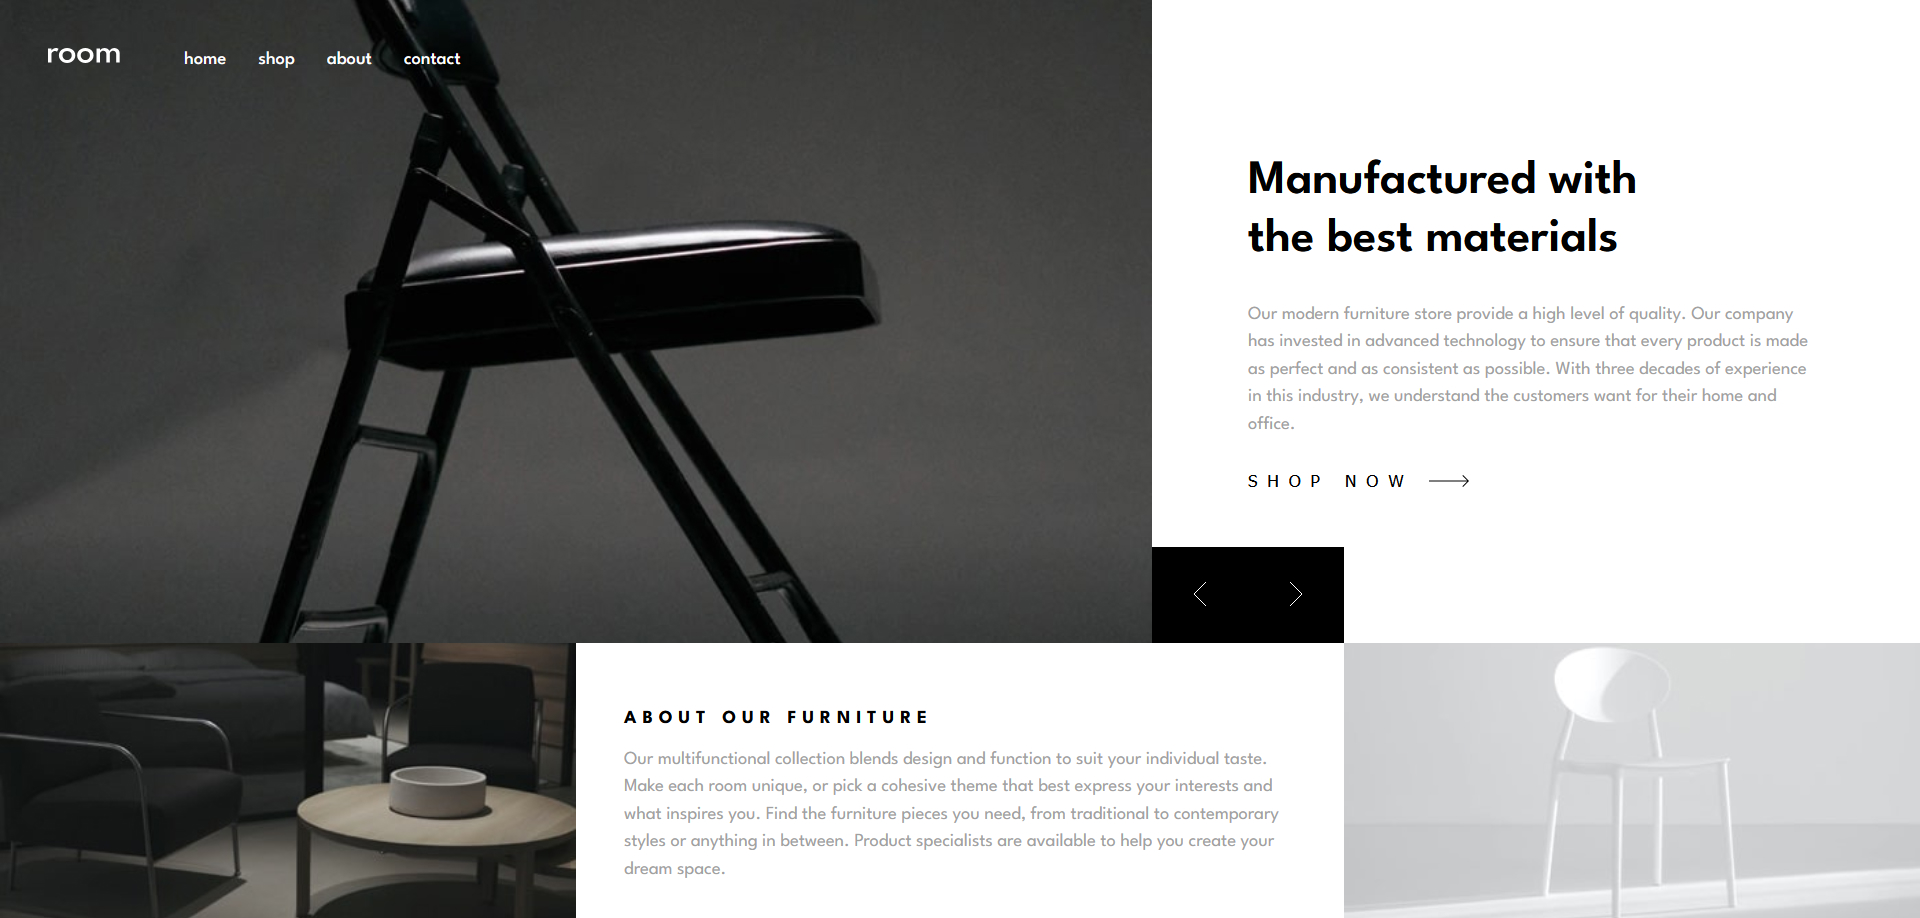 room
home shop about contact
Manufactured with
the best materials
Our modern furniture store provide a high level of quality. Our company
has invested in advanced technology to ensure that every product is made
as perfect and as consistent as possible. With three decades of experience
in this industry, we understand the customers want for their home and
office.
SHOP NOW
ABOUT OUR FURNITURE
Our multifunctional collection blends design and function to suit your individual taste.
Make each room unique, or pick a cohesive theme that best express your interests and
what inspires you. Find the furniture pieces you need, from traditional to contemporary
styles or anything in between. Product specialists are available to help you create your
dream space.